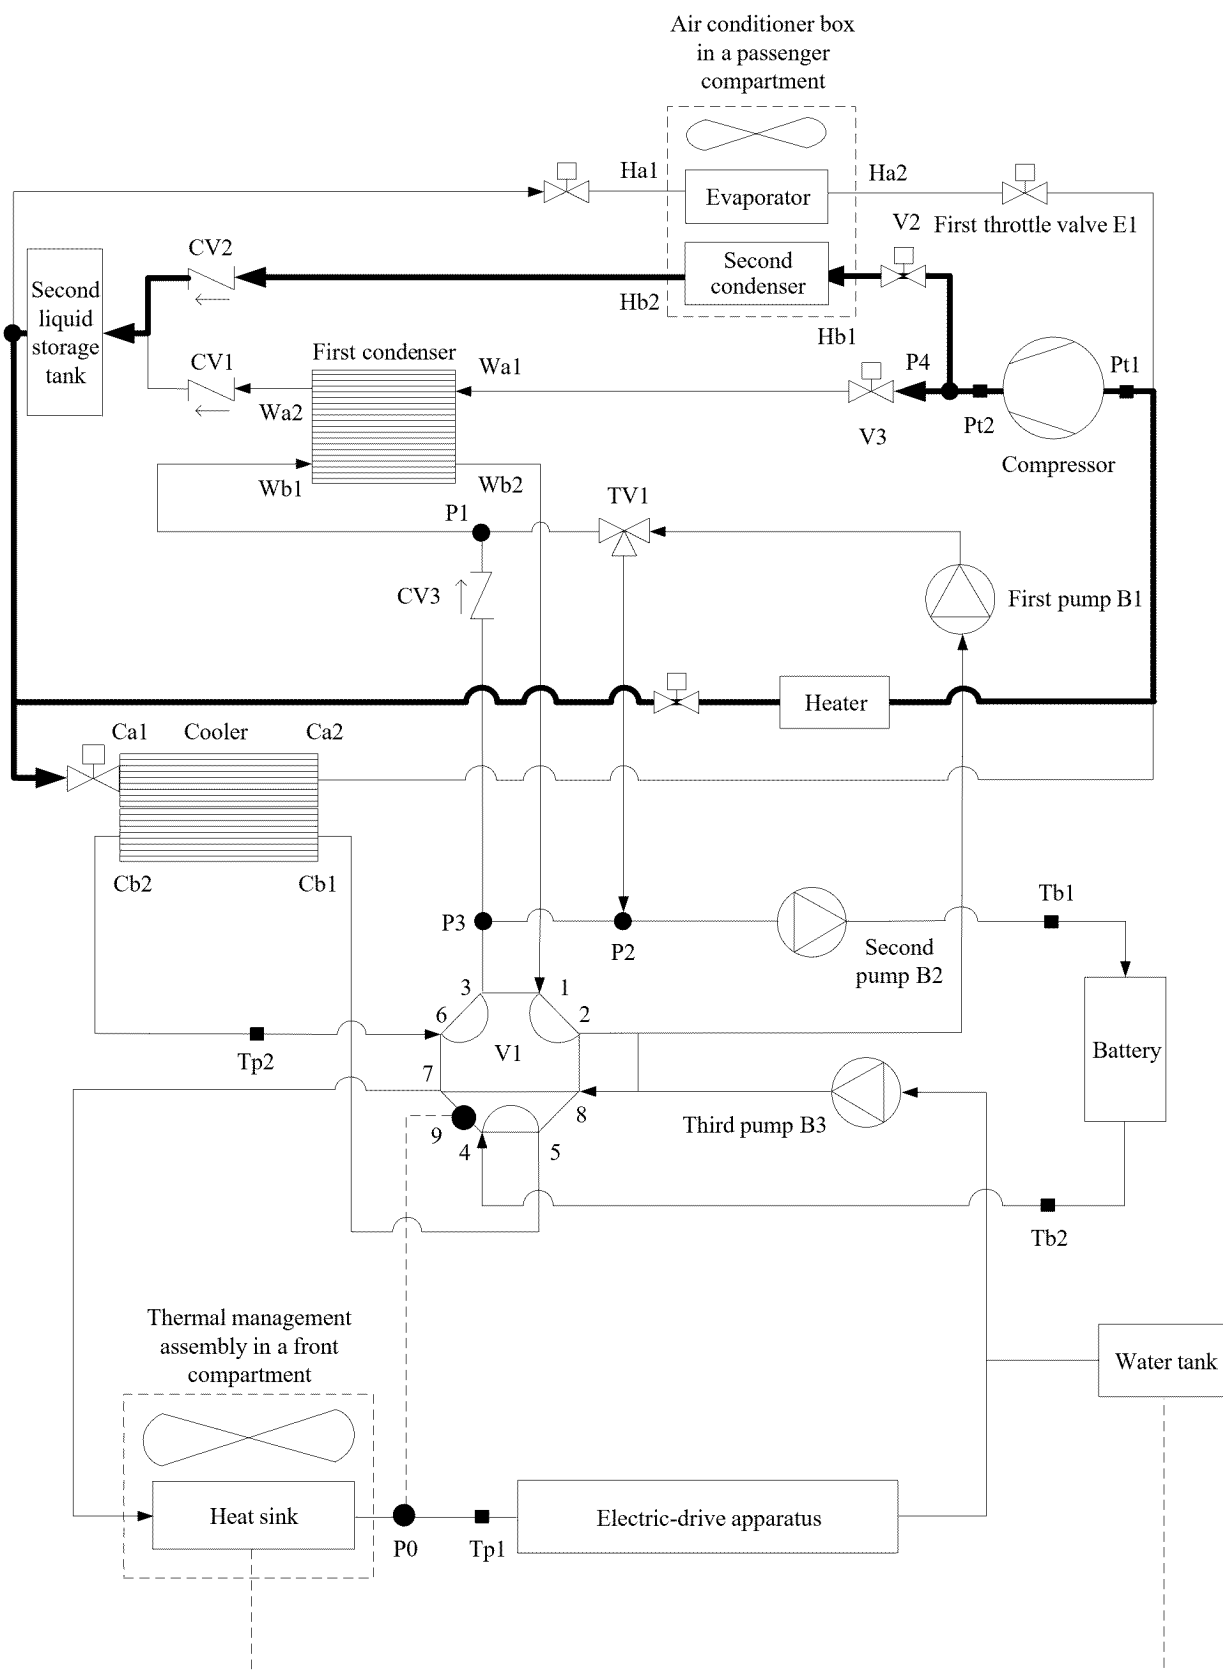 Air conditioner box
in a passenger
compartment
Ha1
Evaporator
Ha2
V2
First throttle valve E1
CV2
Second
condenser
Hb2
Hb1
Second
liquid
storage
tank
CV1
First condenser
Wa1
P4
Pt1
Wa2
V3
Pt2
Compressor
Wb1
Wb2
P1
TV1
CV3
First pump B1
Heater
Ca1
Cooler
Ca2
Cb2
Cb1
Tb1
P3
P2
Second
pump B2
3
1
6
2
Tp2
V1
Battery
7
8
Third pump B3
9
4
5
Tb2
Thermal management
assembly in a front
compartment
Water tank
Heat sink
Electric-drive apparatus
P0
Tp1